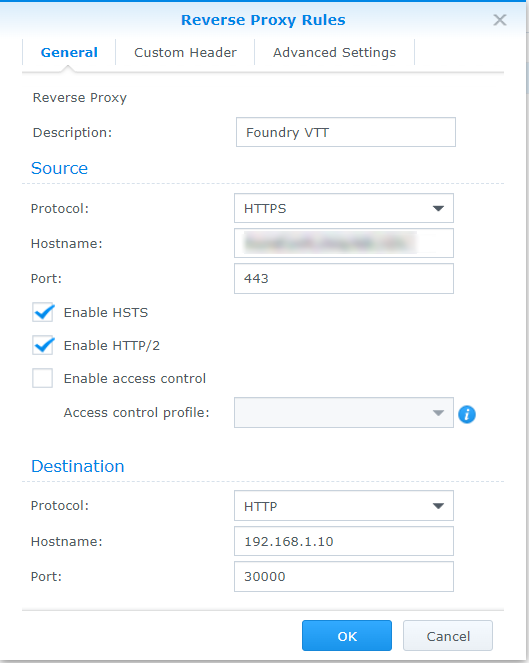 Reverse Proxy Rules
General Custom Header Advanced Settings
Reverse Proxy
Description: Foundry VTT
Source
Protocol: HTTPS
Hostname:
Port: 443
Enable HSTS
Enable HTTP/2
Enable access control
Access control profile:
Destination
Protocol: HTTP
Hostname: 192.168.1.10
Port: 30000
OK Cancel